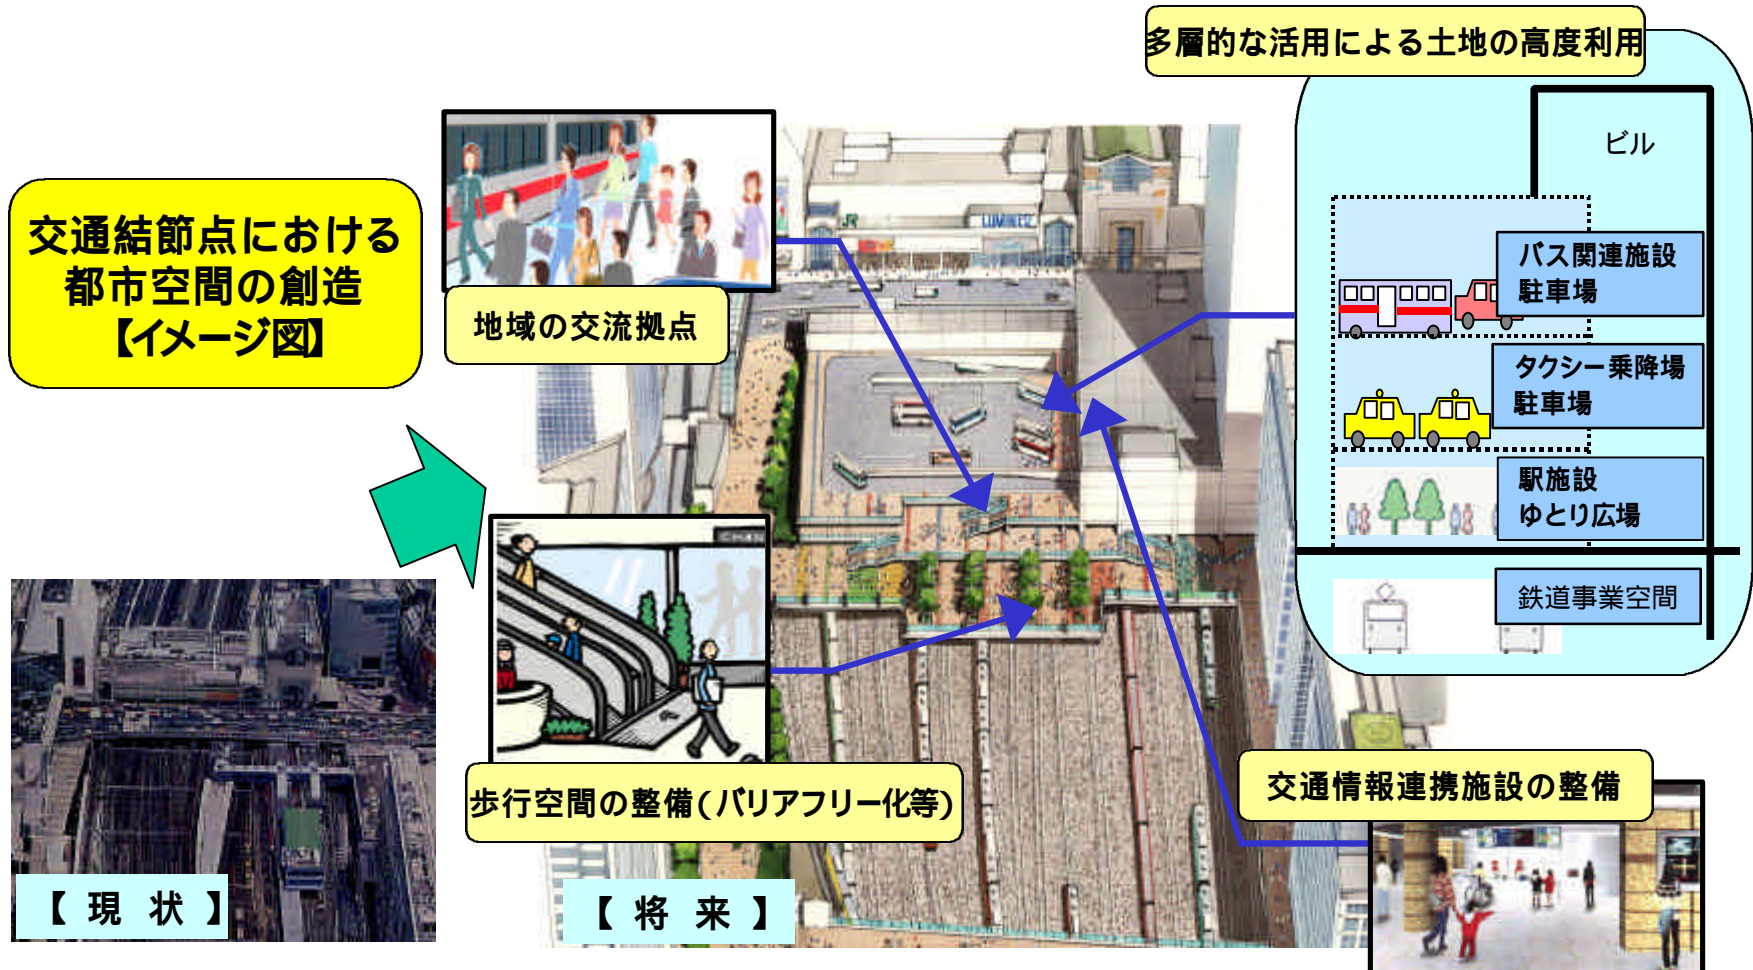 多層的な活用による土地の高度利用
ビル
交通結節点における
都市空間の創造
【イメージ図】
地域の交流拠点
JR
LUMINE
バス関連施設
駐車場
タクシー乗降場
駐車場
駅施設
ゆとり広場
鉄道事業空間
歩行空間の整備(バリアフリー化等)
交通情報連携施設の整備
【 現 状 】
【 将 来 】